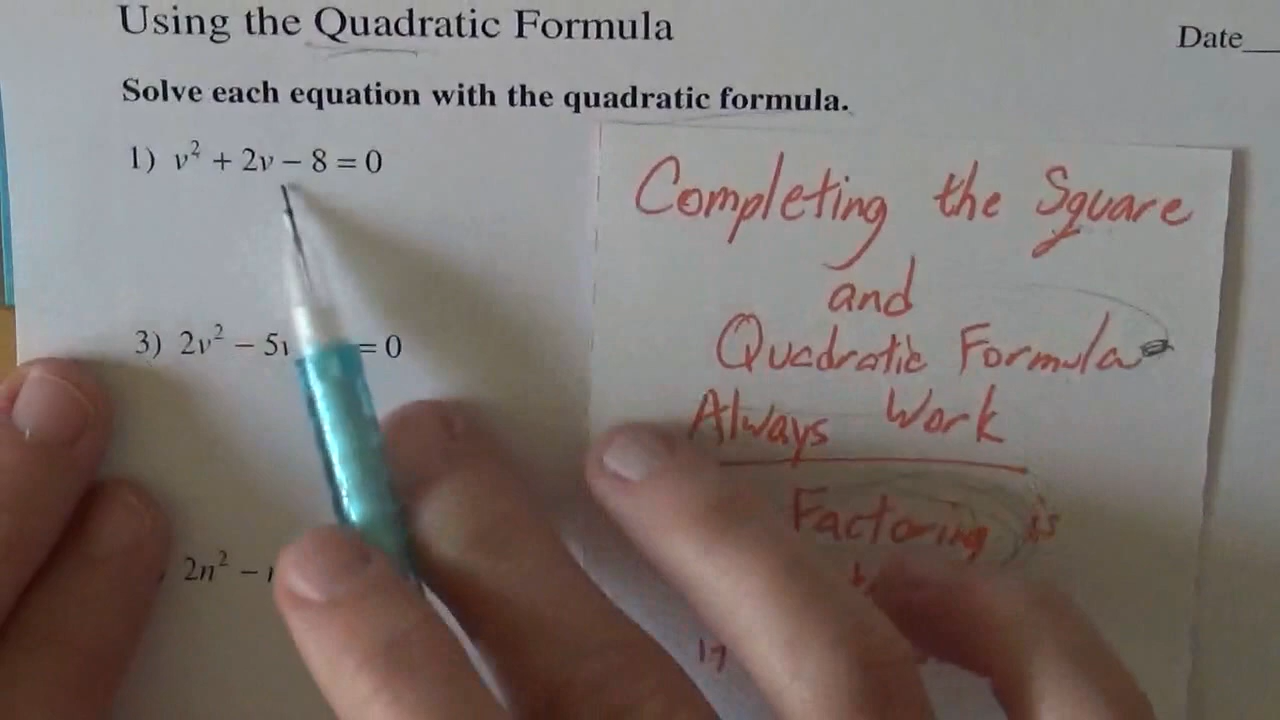 Using the Quadratic Formula
Date
Solve each equation with the quadratic formula.
1) v² + 2v − 8 = 0
3) 2v² − 5v = 0
2n² −
Completing the Square
and
Quadratic Formula
Always Work
Factoring is